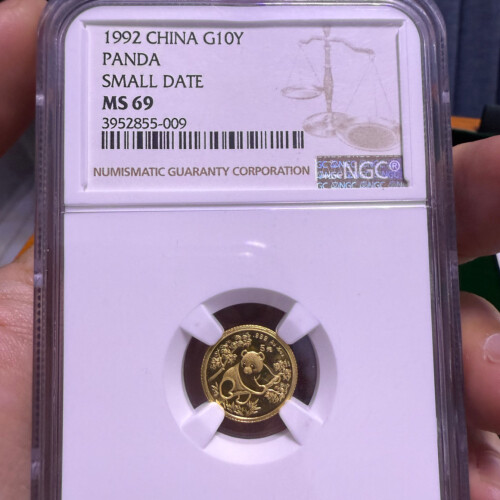 1992 CHINA G10Y
PANDA
SMALL DATE
MS 69
3952855-009
NUMISMATIC GUARANTY CORPORATION
NGC®